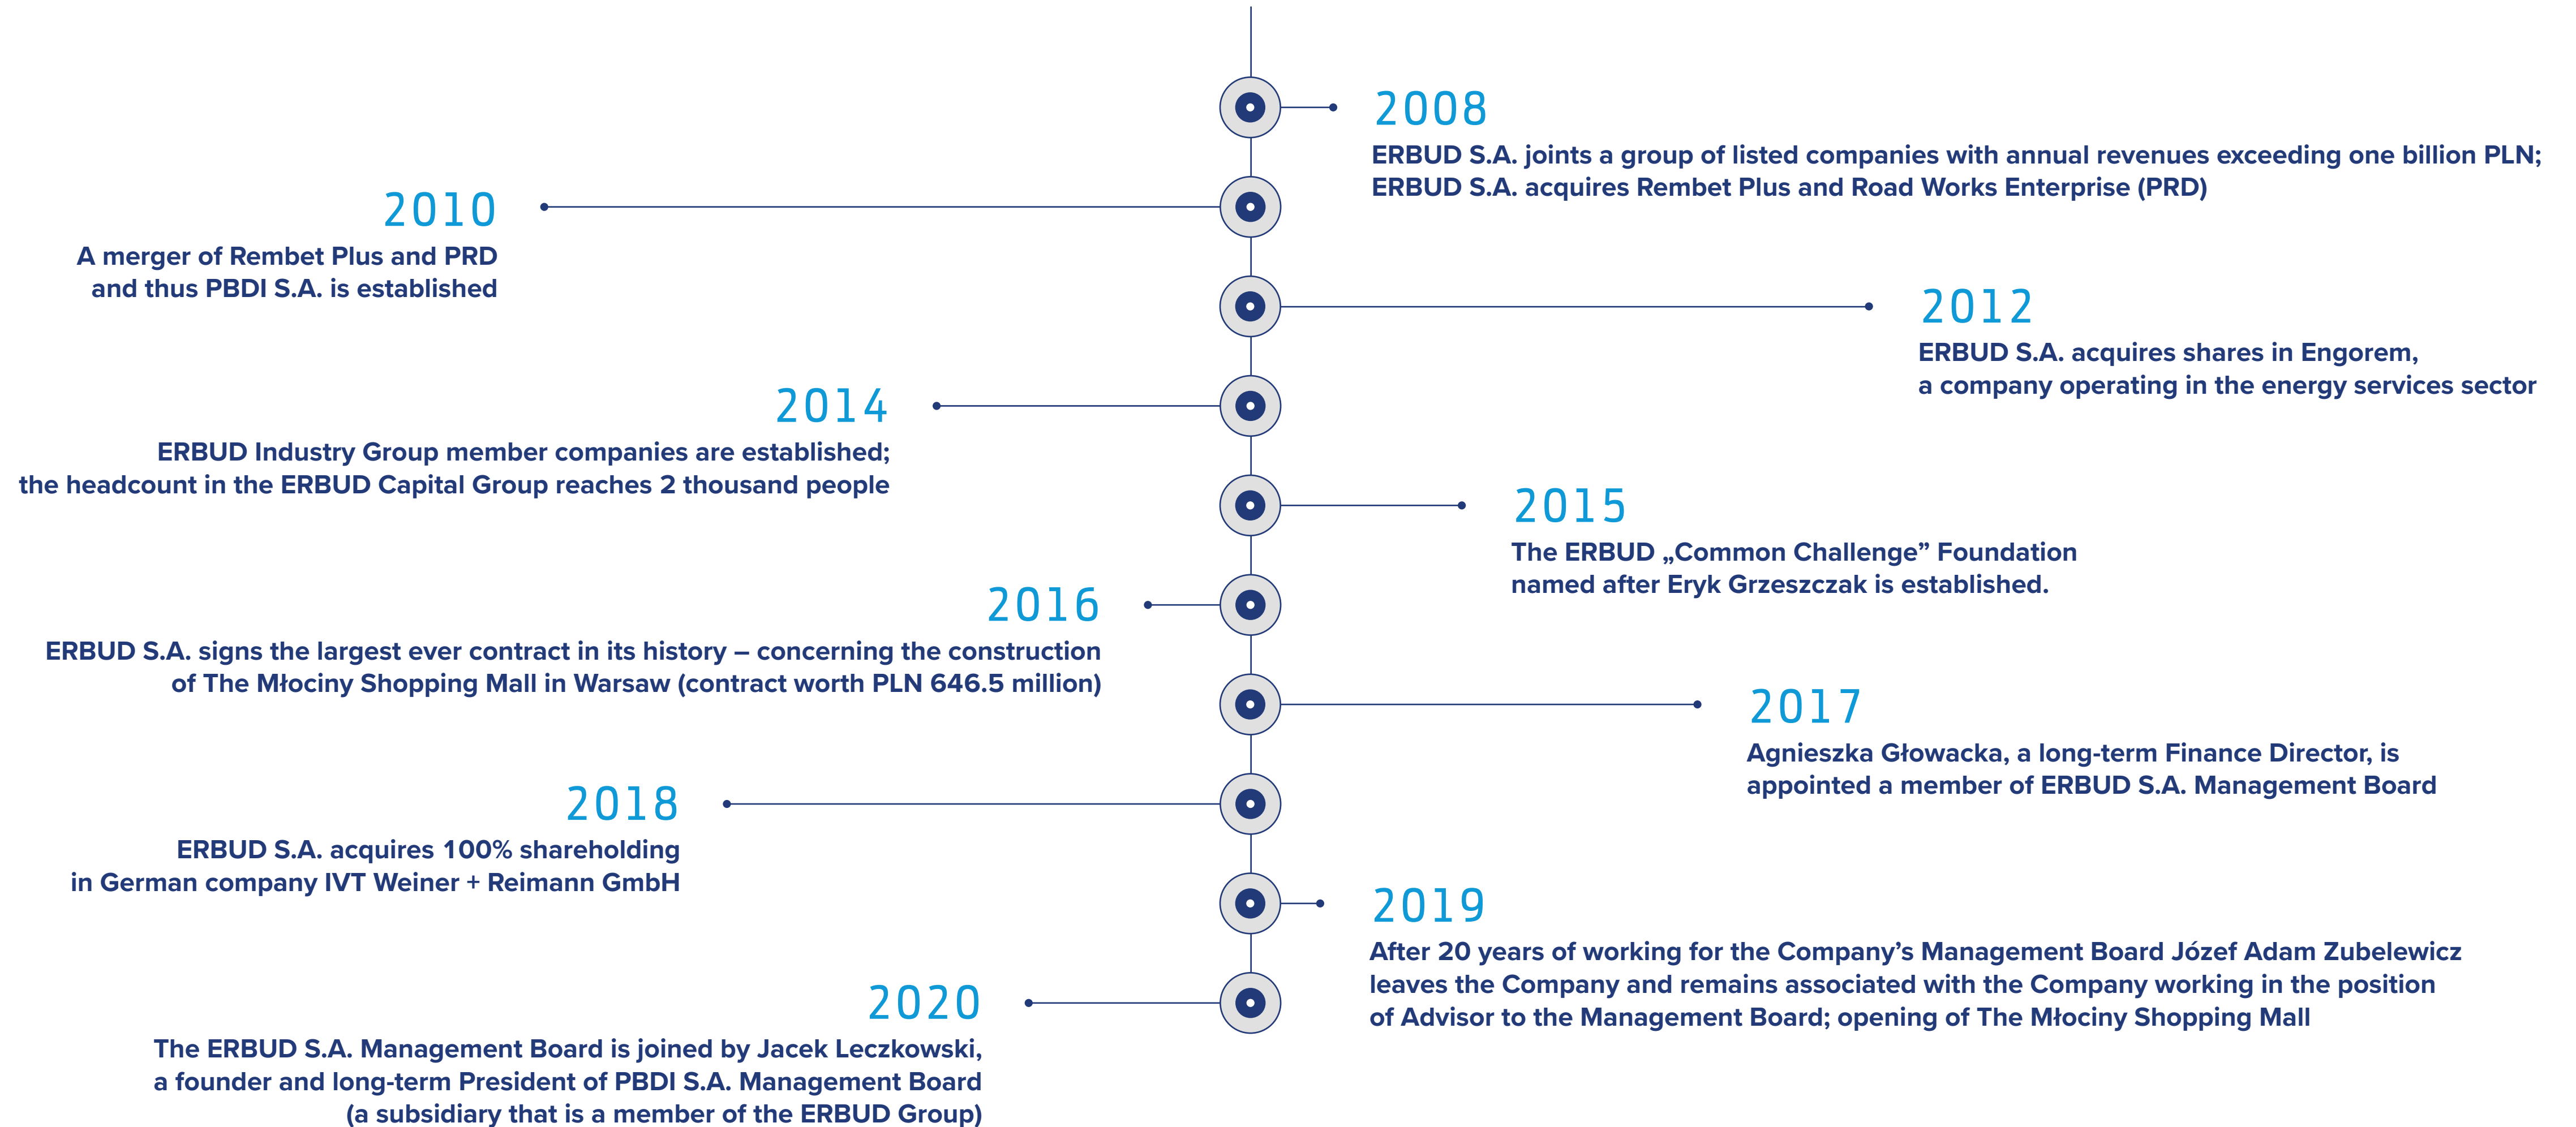 2008
ERBUD S.A. joints a group of listed companies with annual revenues exceeding one billion PLN;
ERBUD S.A. acquires Rembet Plus and Road Works Enterprise (PRD)
2010
A merger of Rembet Plus and PRD
and thus PBDI S.A. is established
2012
ERBUD S.A. acquires shares in Engorem,
a company operating in the energy services sector
2014
ERBUD Industry Group member companies are established;
the headcount in the ERBUD Capital Group reaches 2 thousand people
2015
The ERBUD „Common Challenge” Foundation
named after Eryk Grzeszczak is established.
2016
ERBUD S.A. signs the largest ever contract in its history – concerning the construction
of The Młociny Shopping Mall in Warsaw (contract worth PLN 646.5 million)
2017
Agnieszka Głowacka, a long-term Finance Director, is
appointed a member of ERBUD S.A. Management Board
2018
ERBUD S.A. acquires 100% shareholding
in German company IVT Weiner + Reimann GmbH
2019
After 20 years of working for the Company’s Management Board Józef Adam Zubelewicz
leaves the Company and remains associated with the Company working in the position
of Advisor to the Management Board; opening of The Młociny Shopping Mall
2020
The ERBUD S.A. Management Board is joined by Jacek Leczkowski,
a founder and long-term President of PBDI S.A. Management Board
(a subsidiary that is a member of the ERBUD Group)